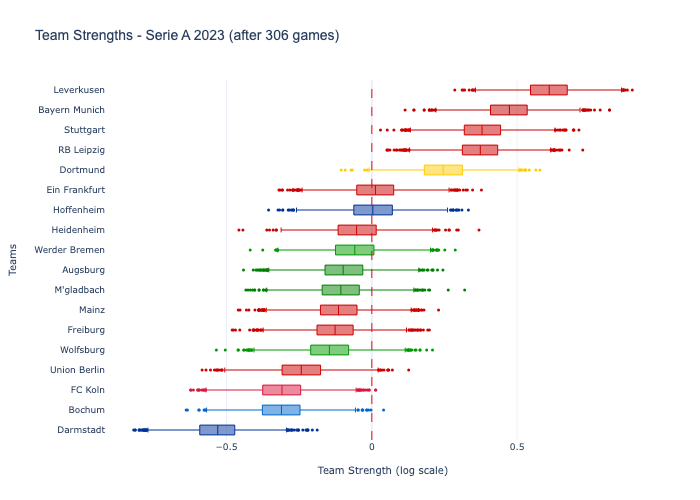 Team Strengths - Serie A 2023 (after 306 games)
Leverkusen
Bayern Munich
Stuttgart
RB Leipzig
Dortmund
Ein Frankfurt
Hoffenheim
Heidenheim
Werder Bremen
Augsburg
M'gladbach
Mainz
Freiburg
Wolfsburg
Union Berlin
FC Koln
Bochum
Darmstadt
Teams
−0.5 0 0.5
Team Strength (log scale)